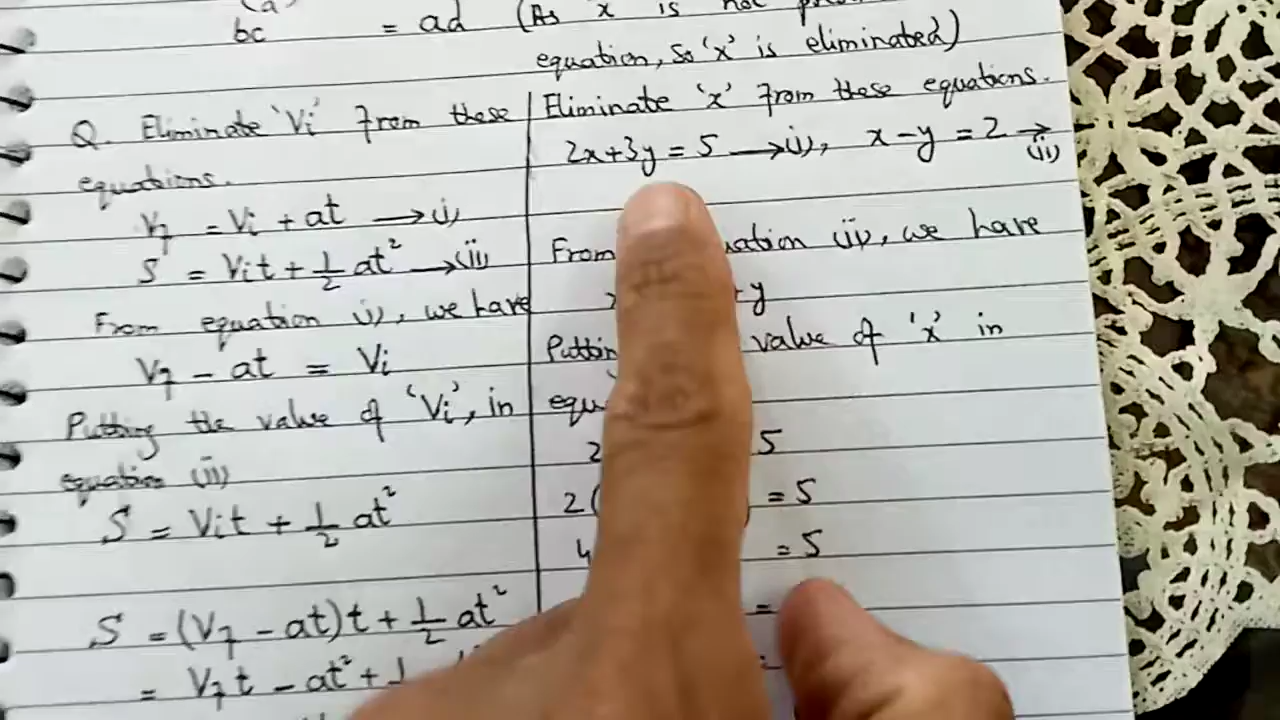 bc = ad (As 'x' is not
equation, So 'x' is eliminated)
Q. Eliminate 'Vi' from these
equations.
Vf = Vi + at → (i)
S = Vit + 1/2 at² → (ii)
From equation (i), we have
Vf - at = Vi
Putting the value of 'Vi', in
equation (ii)
S = Vit + 1/2 at²
S = (Vf - at)t + 1/2 at²
= Vft - at² +
Eliminate 'x' from these equations.
2x+3y = 5 → (i), x - y = 2 → (ii)
From (ii), we have
+ y
value of 'x' in
2 5
2( ) = 5
4 = 5
=